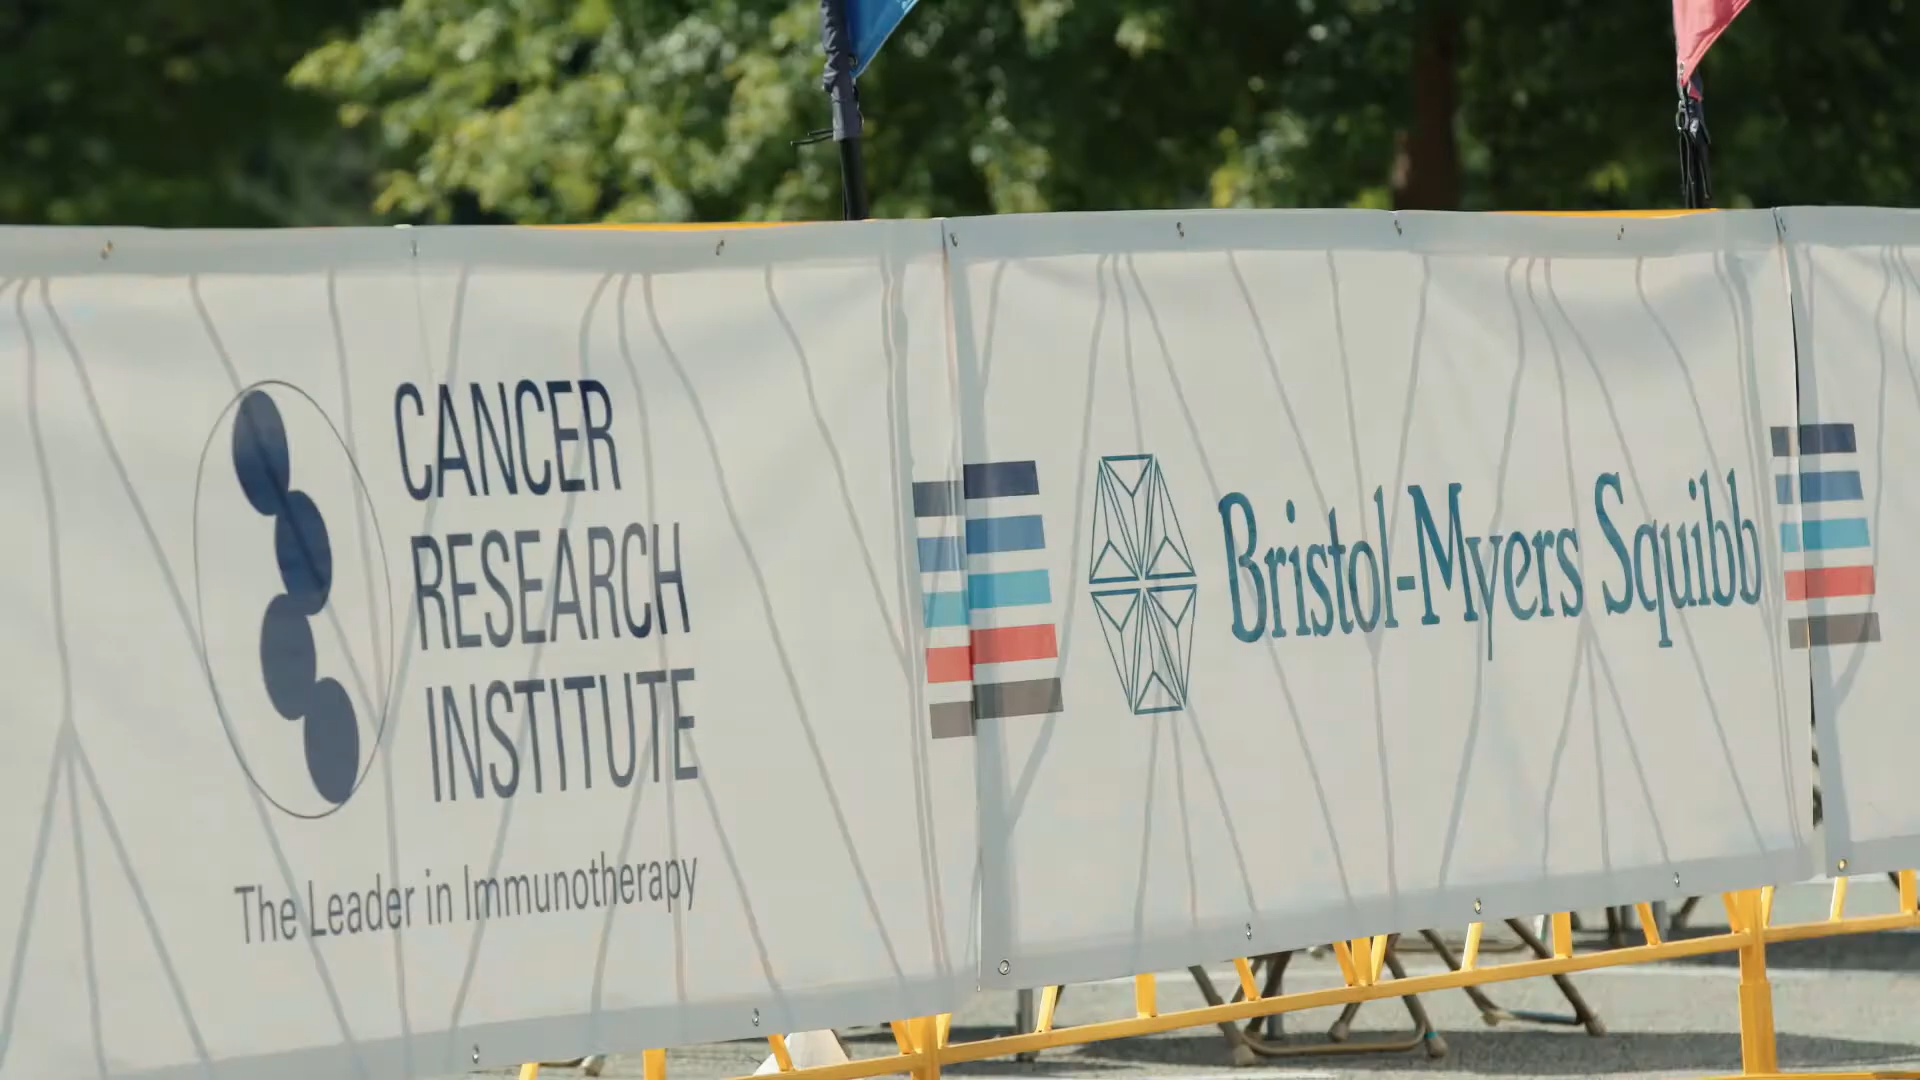 CANCER
RESEARCH
INSTITUTE
The Leader in Immunotherapy
Bristol-Myers Squibb